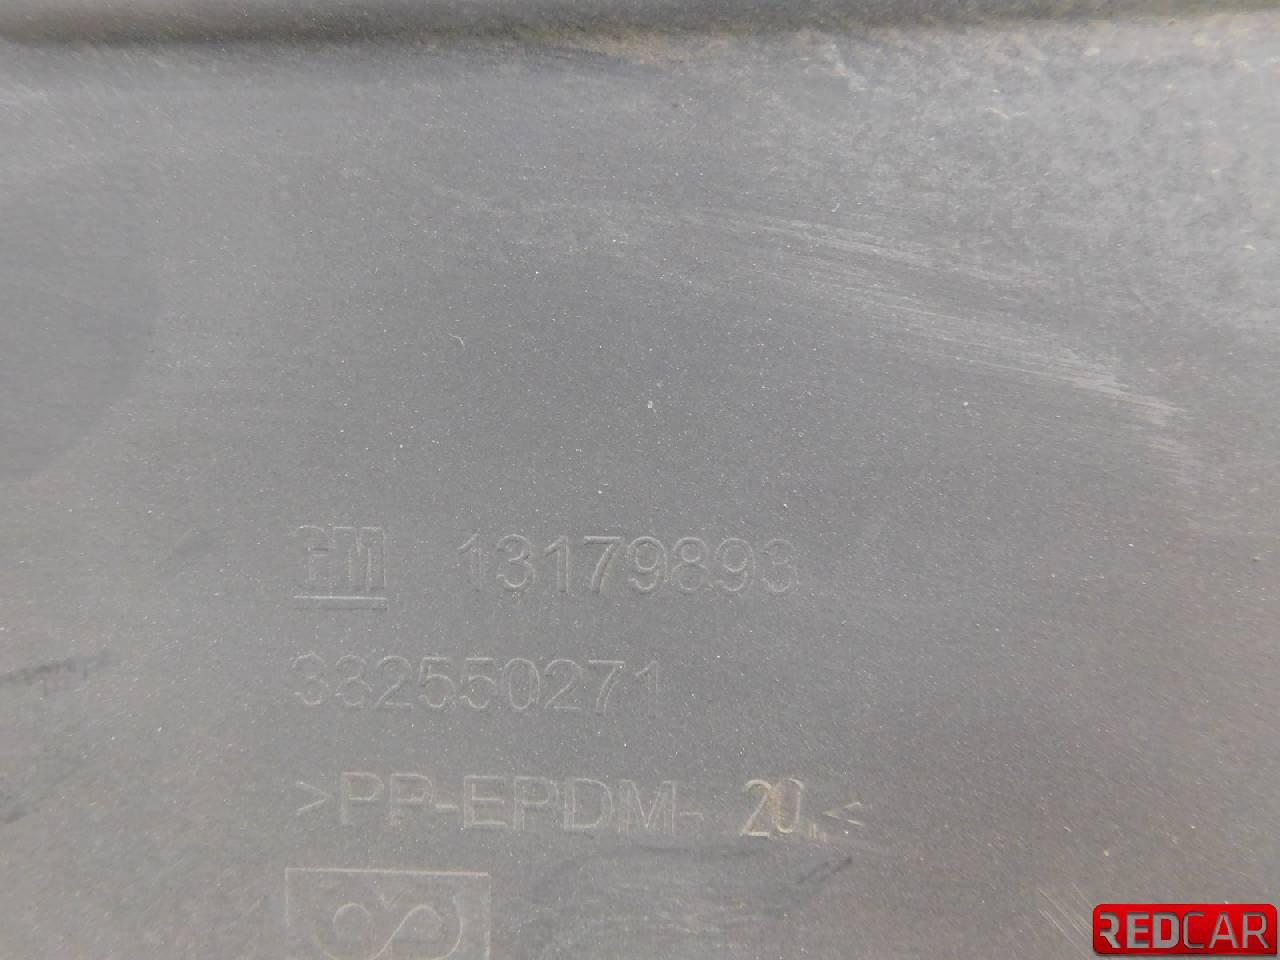 GM 13179893
332550271
>PP-EPDM- 20 <
REDCAR